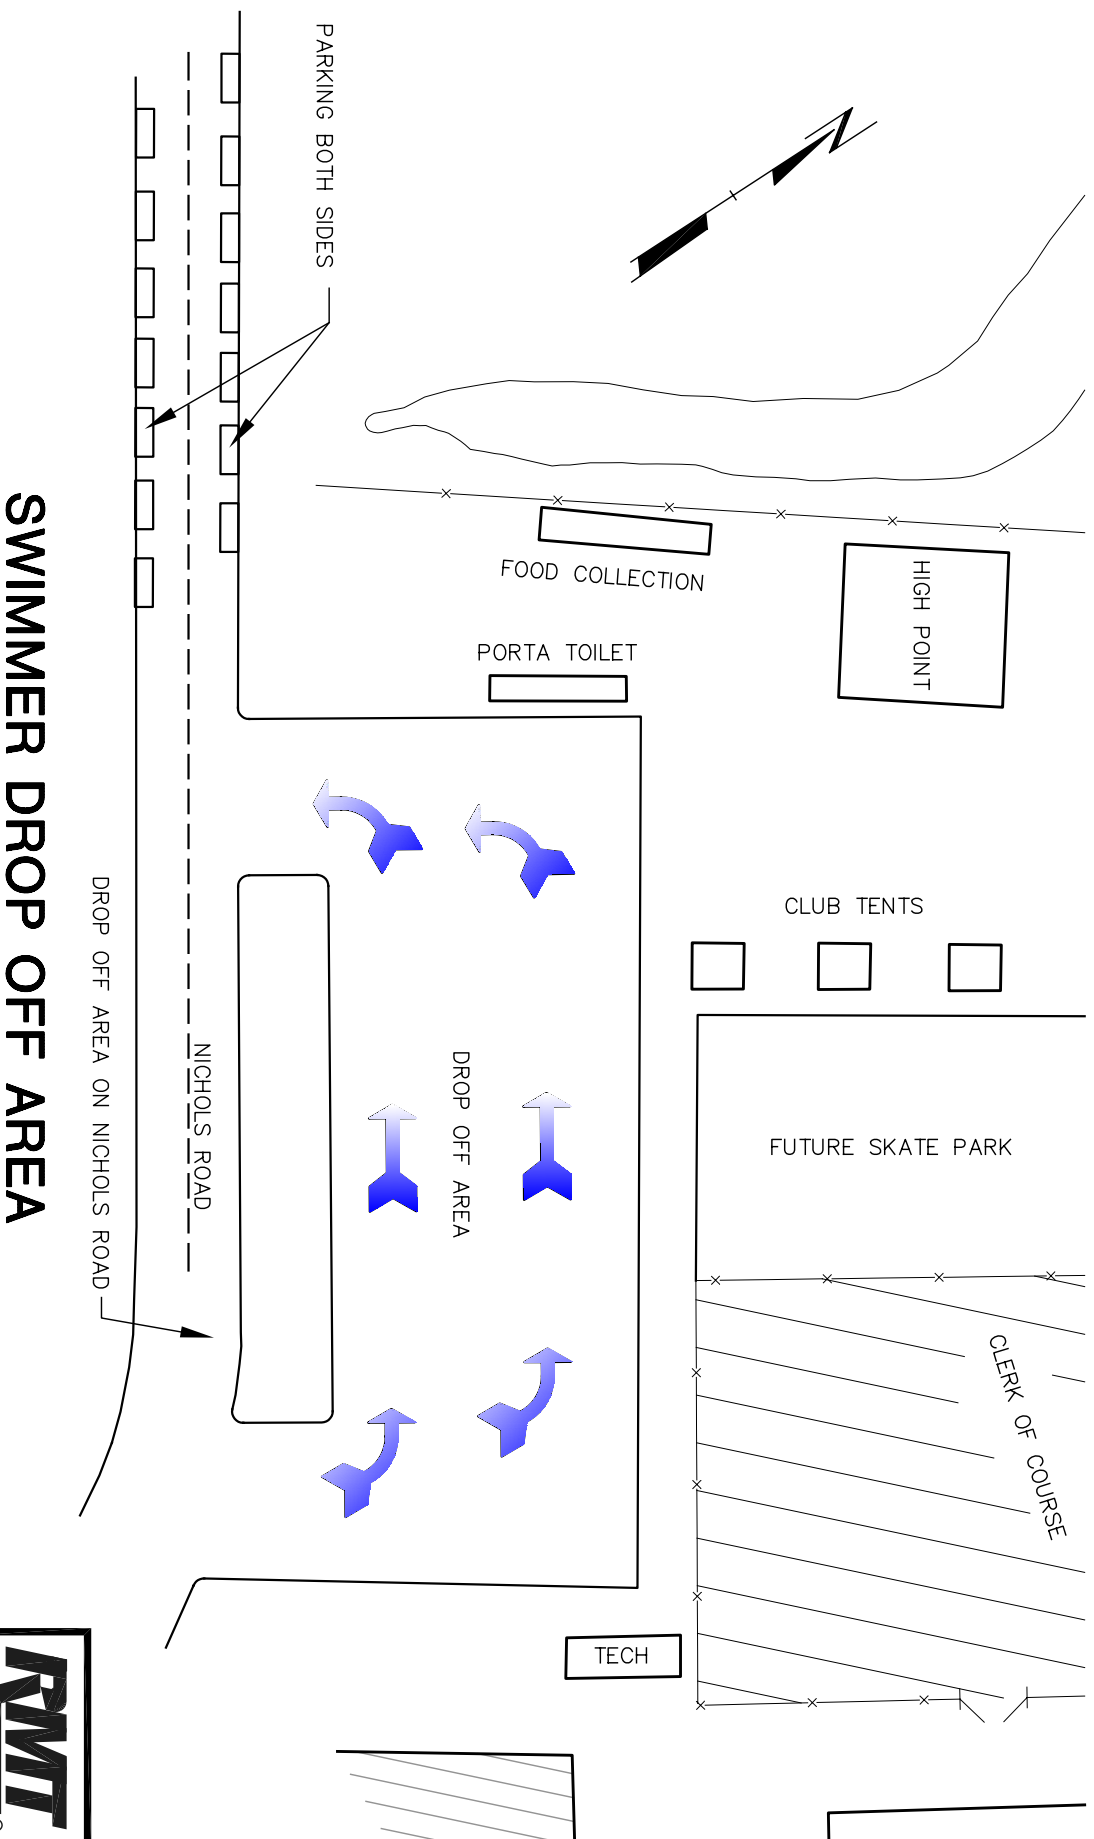 PARKING BOTH SIDES
FOOD COLLECTION
HIGH POINT
PORTA TOILET
CLUB TENTS
FUTURE SKATE PARK
CLERK OF COURSE
DROP OFF AREA
NICHOLS ROAD
DROP OFF AREA ON NICHOLS ROAD
SWIMMER DROP OFF AREA
TECH
RMT
N